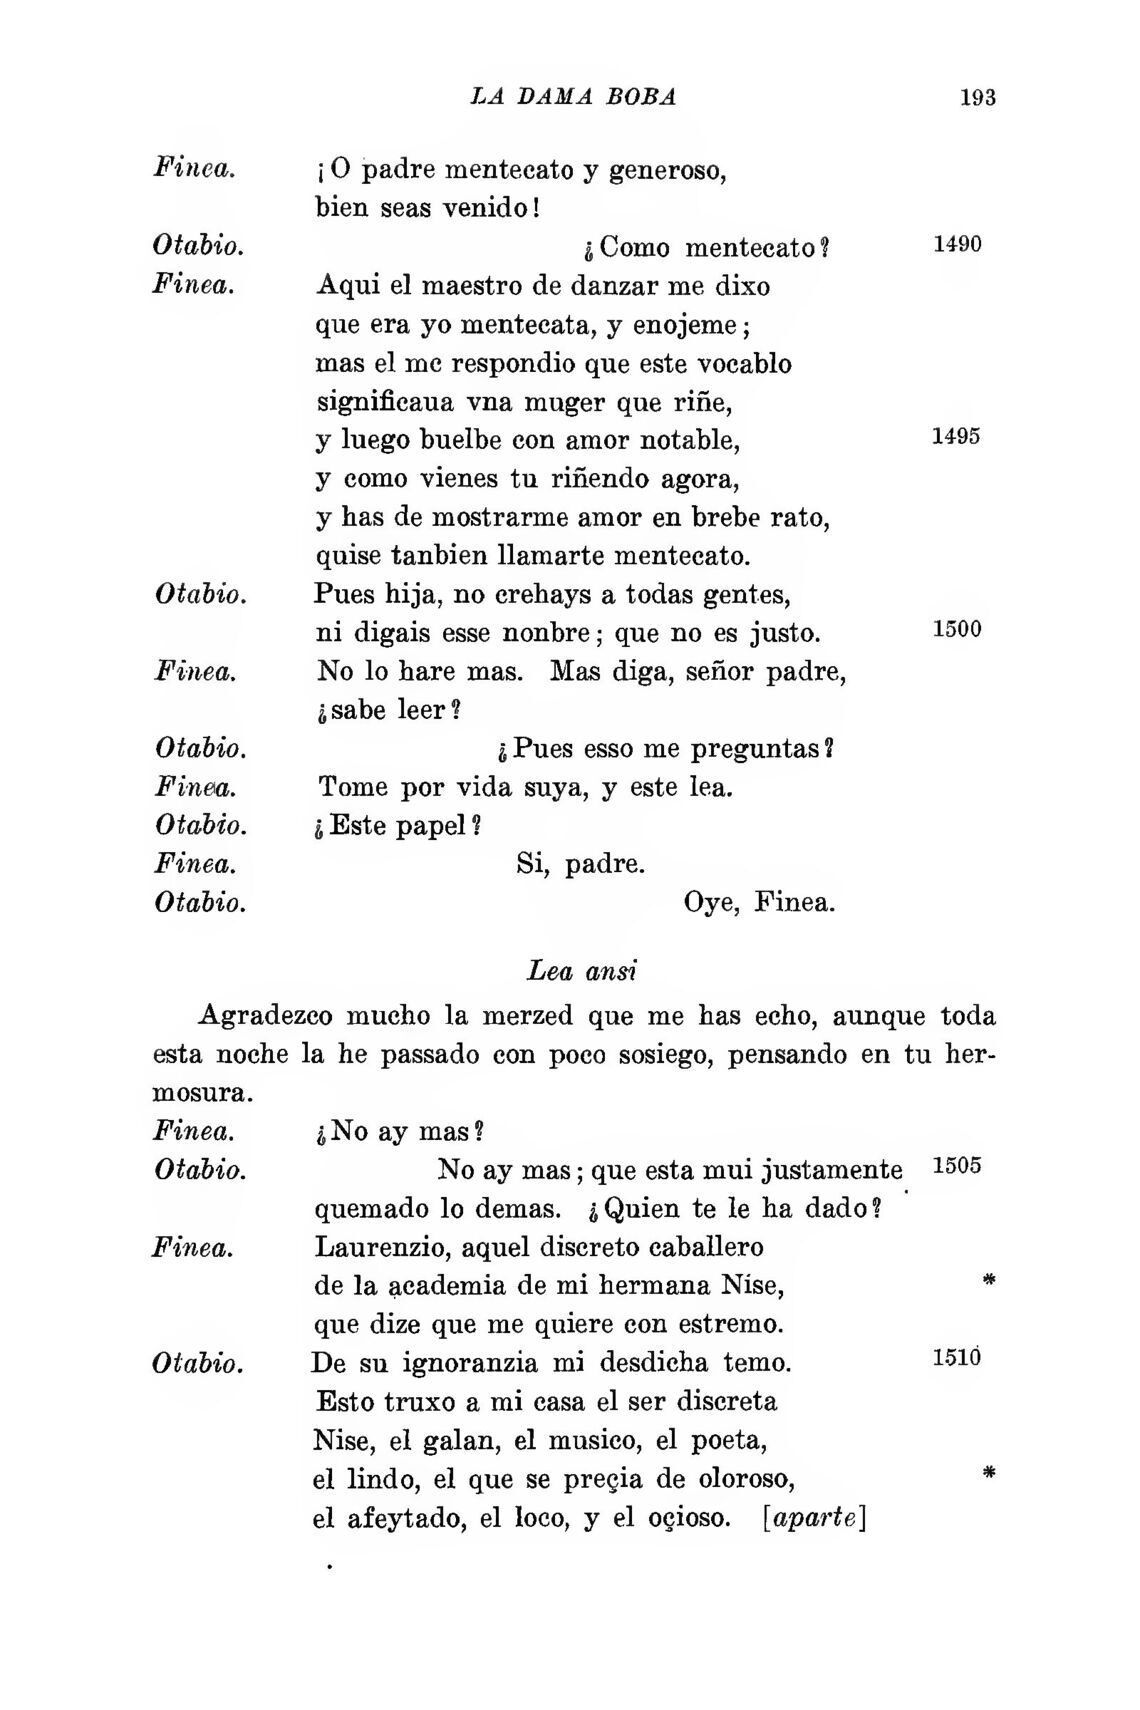 LA DAMA BOBA 193
Finea. ¡O padre mentecato y generoso,
bien seas venido!
Otabio. ¿Como mentecato? 1490
Finea. Aqui el maestro de danzar me dixo
que era yo mentecata, y enojeme;
mas el me respondio que este vocablo
significaua vna muger que riñe,
y luego buelbe con amor notable, 1495
y como vienes tu riñendo agora,
y has de mostrarme amor en brebe rato,
quise tanbien llamarte mentecato.
Otabio. Pues hija, no crehays a todas gentes,
ni digais esse nonbre; que no es justo. 1500
Finea. No lo hare mas. Mas diga, señor padre,
¿sabe leer?
Otabio. ¿Pues esso me preguntas?
Finea. Tome por vida suya, y este lea.
Otabio. ¿Este papel?
Finea. Si, padre.
Otabio. Oye, Finea.
Lea ansi
Agradezco mucho la merzed que me has echo, aunque toda
esta noche la he passado con poco sosiego, pensando en tu her-
mosura.
Finea. ¿No ay mas?
Otabio. No ay mas; que esta mui justamente 1505
quemado lo demas. ¿Quien te le ha dado?
Finea. Laurenzio, aquel discreto caballero
de la academia de mi hermana Nise, *
que dize que me quiere con estremo.
Otabio. De su ignoranzia mi desdicha temo. 1510
Esto truxo a mi casa el ser discreta
Nise, el galan, el musico, el poeta,
el lindo, el que se preçia de oloroso, *
el afeytado, el loco, y el oçioso. [aparte]